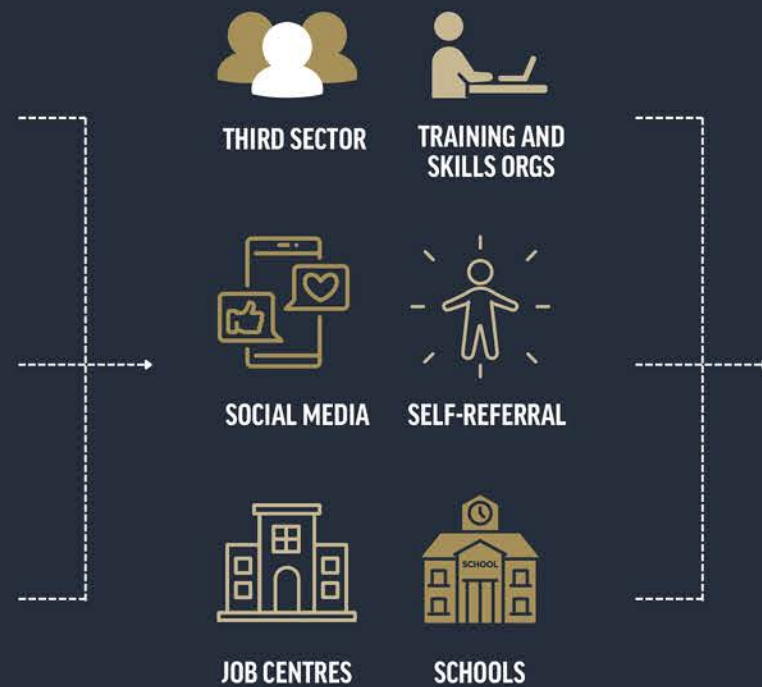 THIRD SECTOR
TRAINING AND
SKILLS ORGS
SOCIAL MEDIA
SELF-REFERRAL
SCHOOL
JOB CENTRES
SCHOOLS